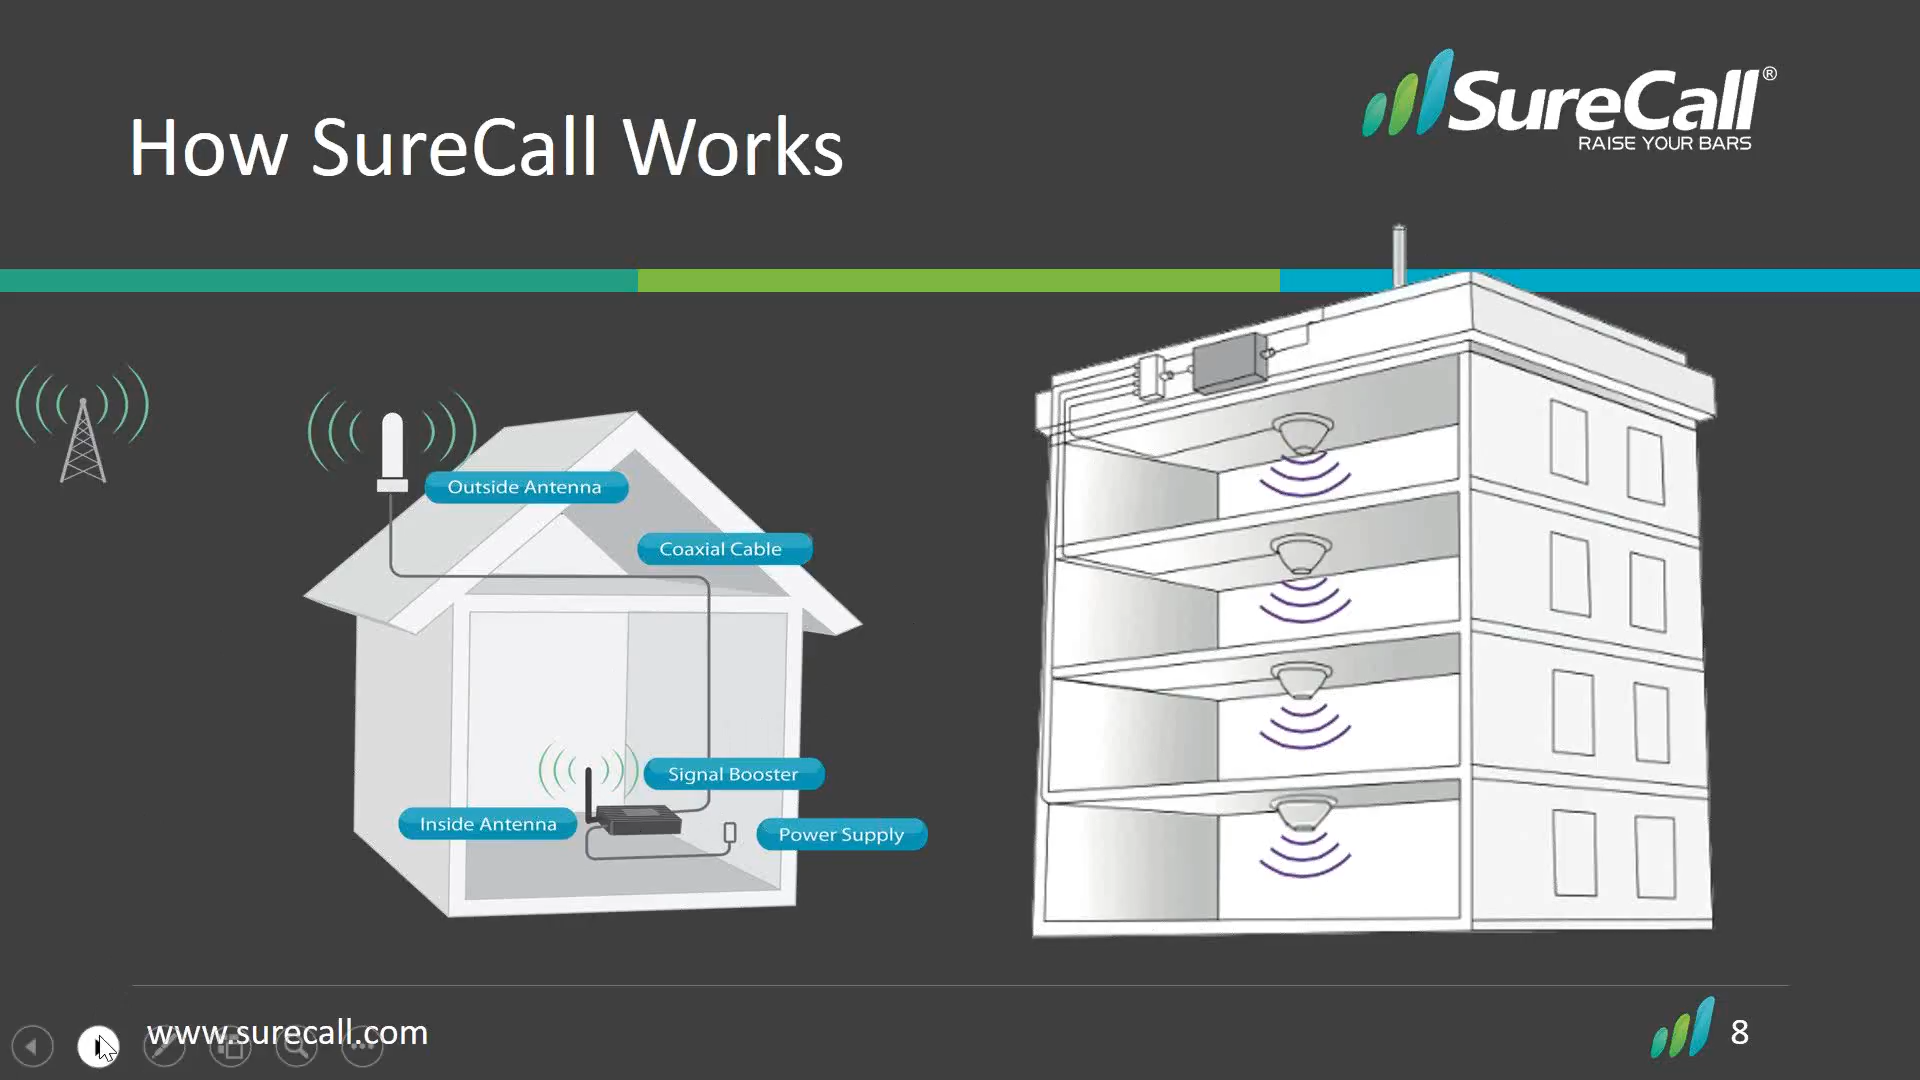 How SureCall Works
SureCall®
RAISE YOUR BARS
Outside Antenna
Coaxial Cable
Signal Booster
Inside Antenna
Power Supply
www.surecall.com
8